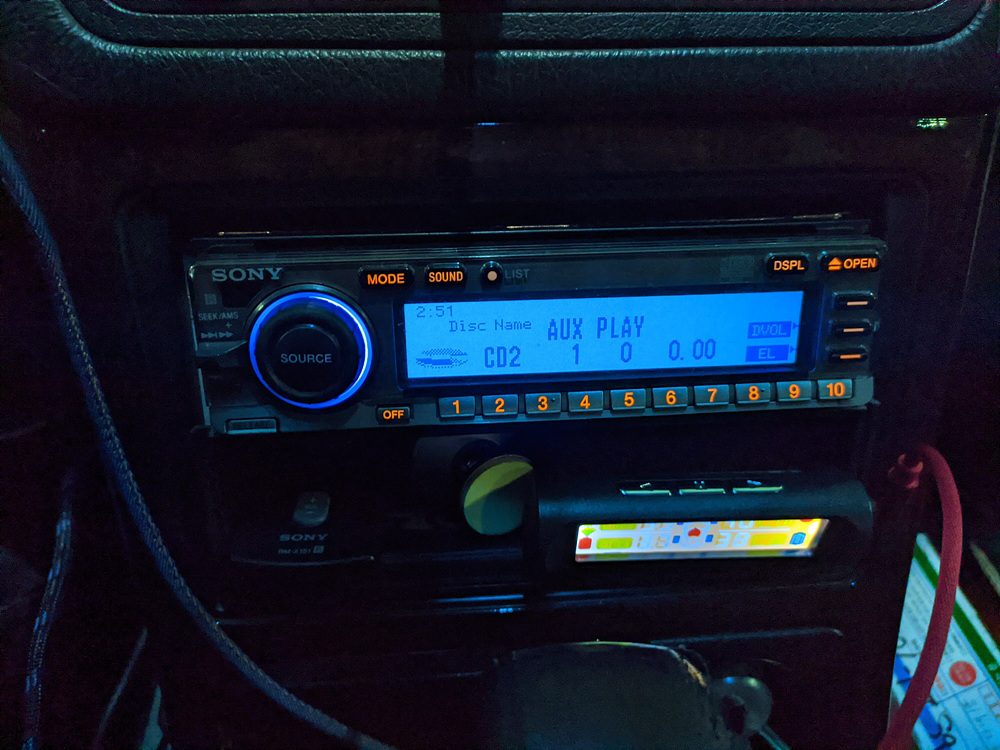 SONY
MODE
SOUND
LIST
DSPL
OPEN
SEEK/AMS
SOURCE
2:51
Disc Name AUX PLAY
CD2 1 0 0.00
DVOL
EL
OFF
1 2 3 4 5 6 7 8 9 10
RELEASE
SONY